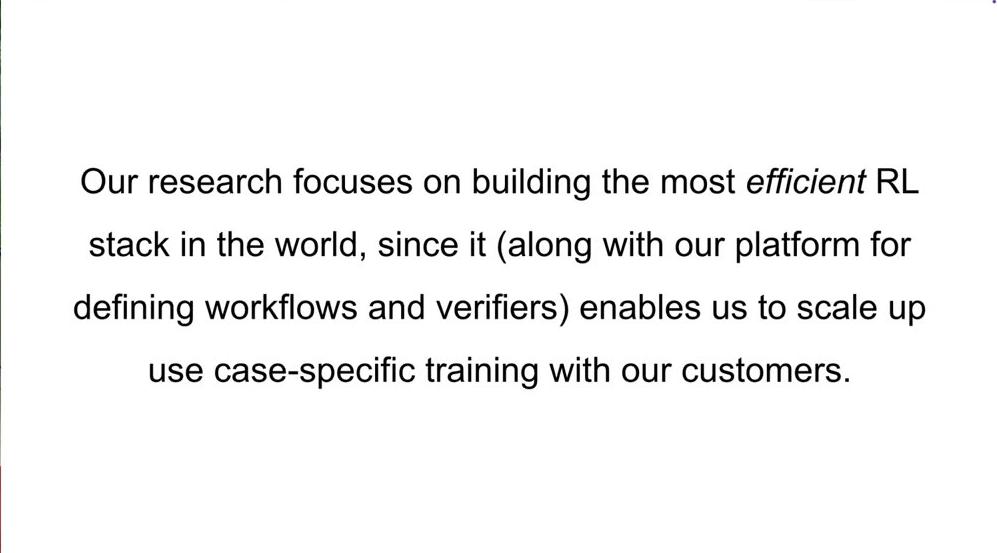 Our research focuses on building the most efficient RL
stack in the world, since it (along with our platform for
defining workflows and verifiers) enables us to scale up
use case-specific training with our customers.